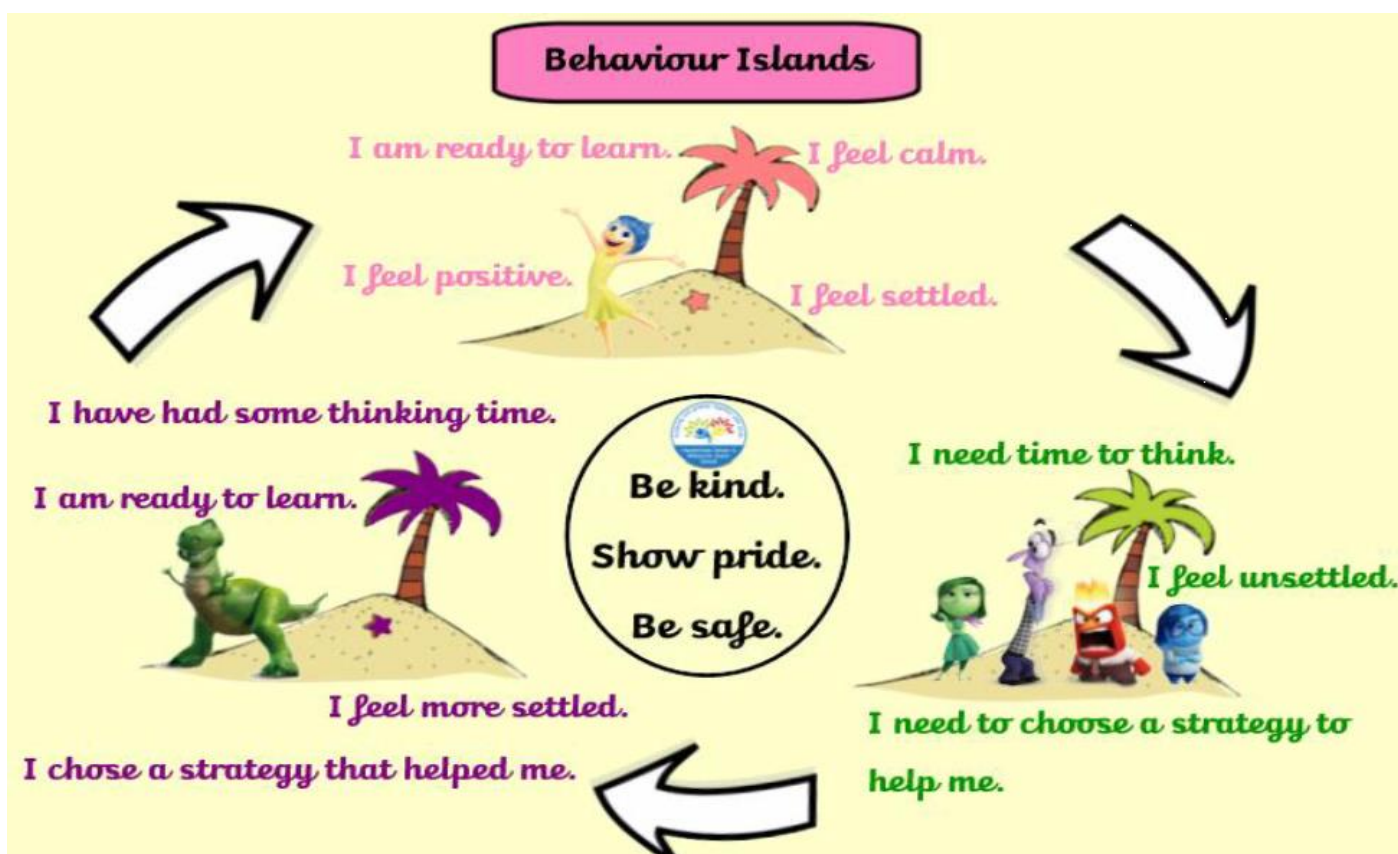 Behaviour Islands
I am ready to learn.
I feel calm.
I feel positive.
I feel settled.
I have had some thinking time.
I am ready to learn.
I feel more settled.
I chose a strategy that helped me.
Be kind.
Show pride.
Be safe.
I need time to think.
I feel unsettled.
I need to choose a strategy to
help me.